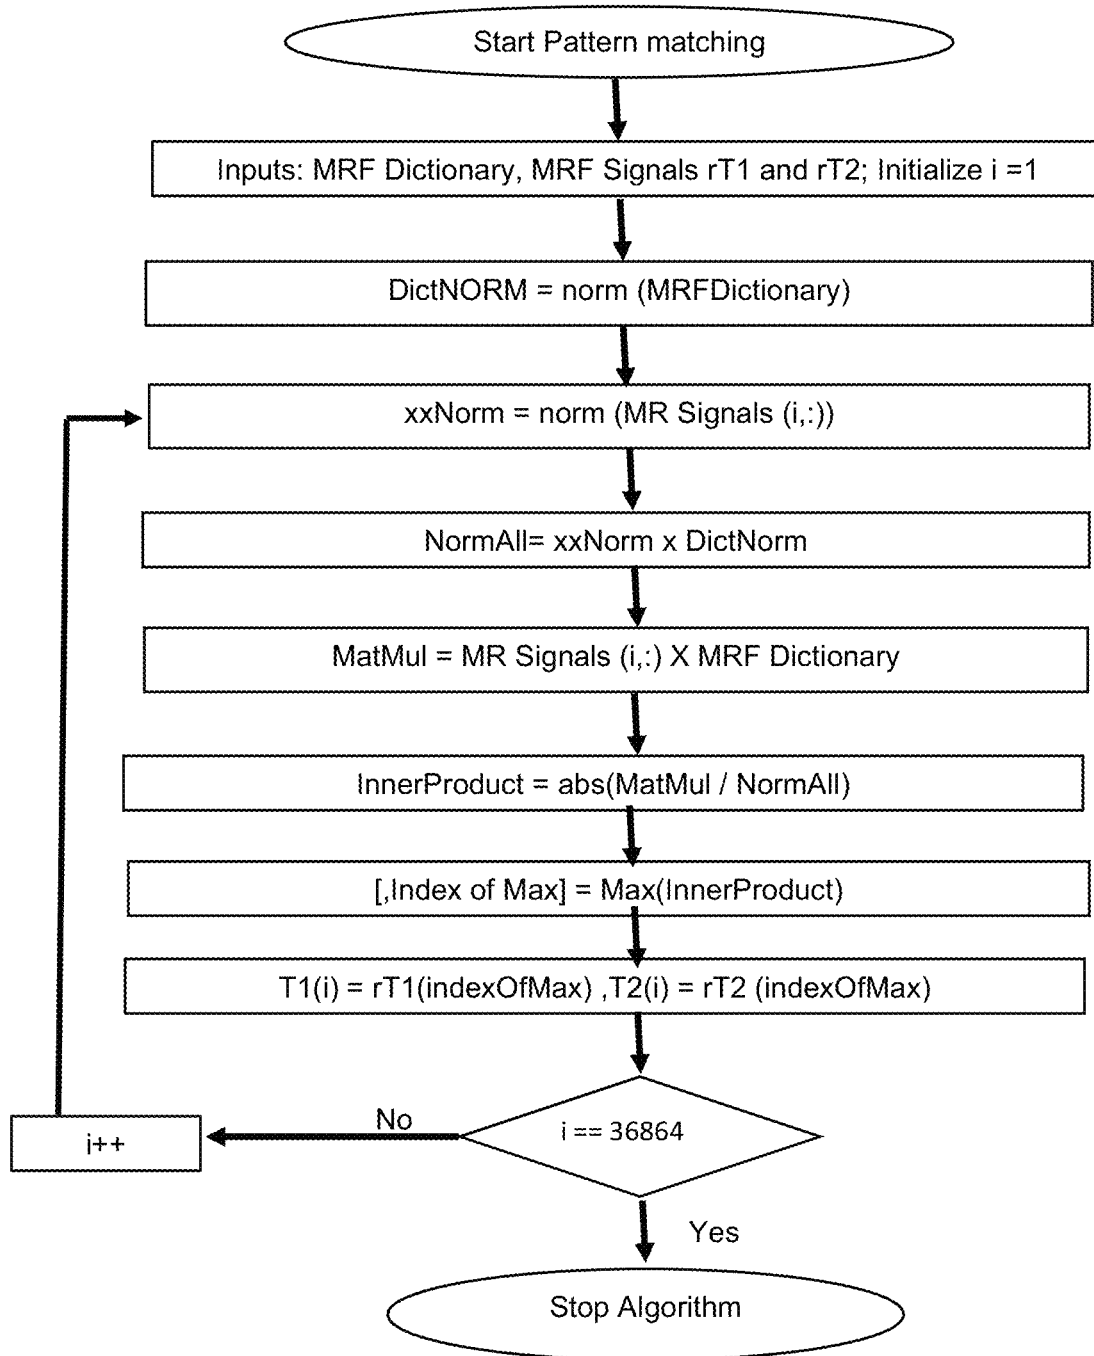 Start Pattern matching
Inputs: MRF Dictionary, MRF Signals rT1 and rT2; Initialize i =1
DictNORM = norm (MRFDictionary)
xxNorm = norm (MR Signals (i,:))
NormAll= xxNorm x DictNorm
MatMul = MR Signals (i,:) X MRF Dictionary
InnerProduct = abs(MatMul / NormAll)
[,Index of Max] = Max(InnerProduct)
T1(i) = rT1(indexOfMax) ,T2(i) = rT2 (indexOfMax)
i == 36864
No
i++
Yes
Stop Algorithm